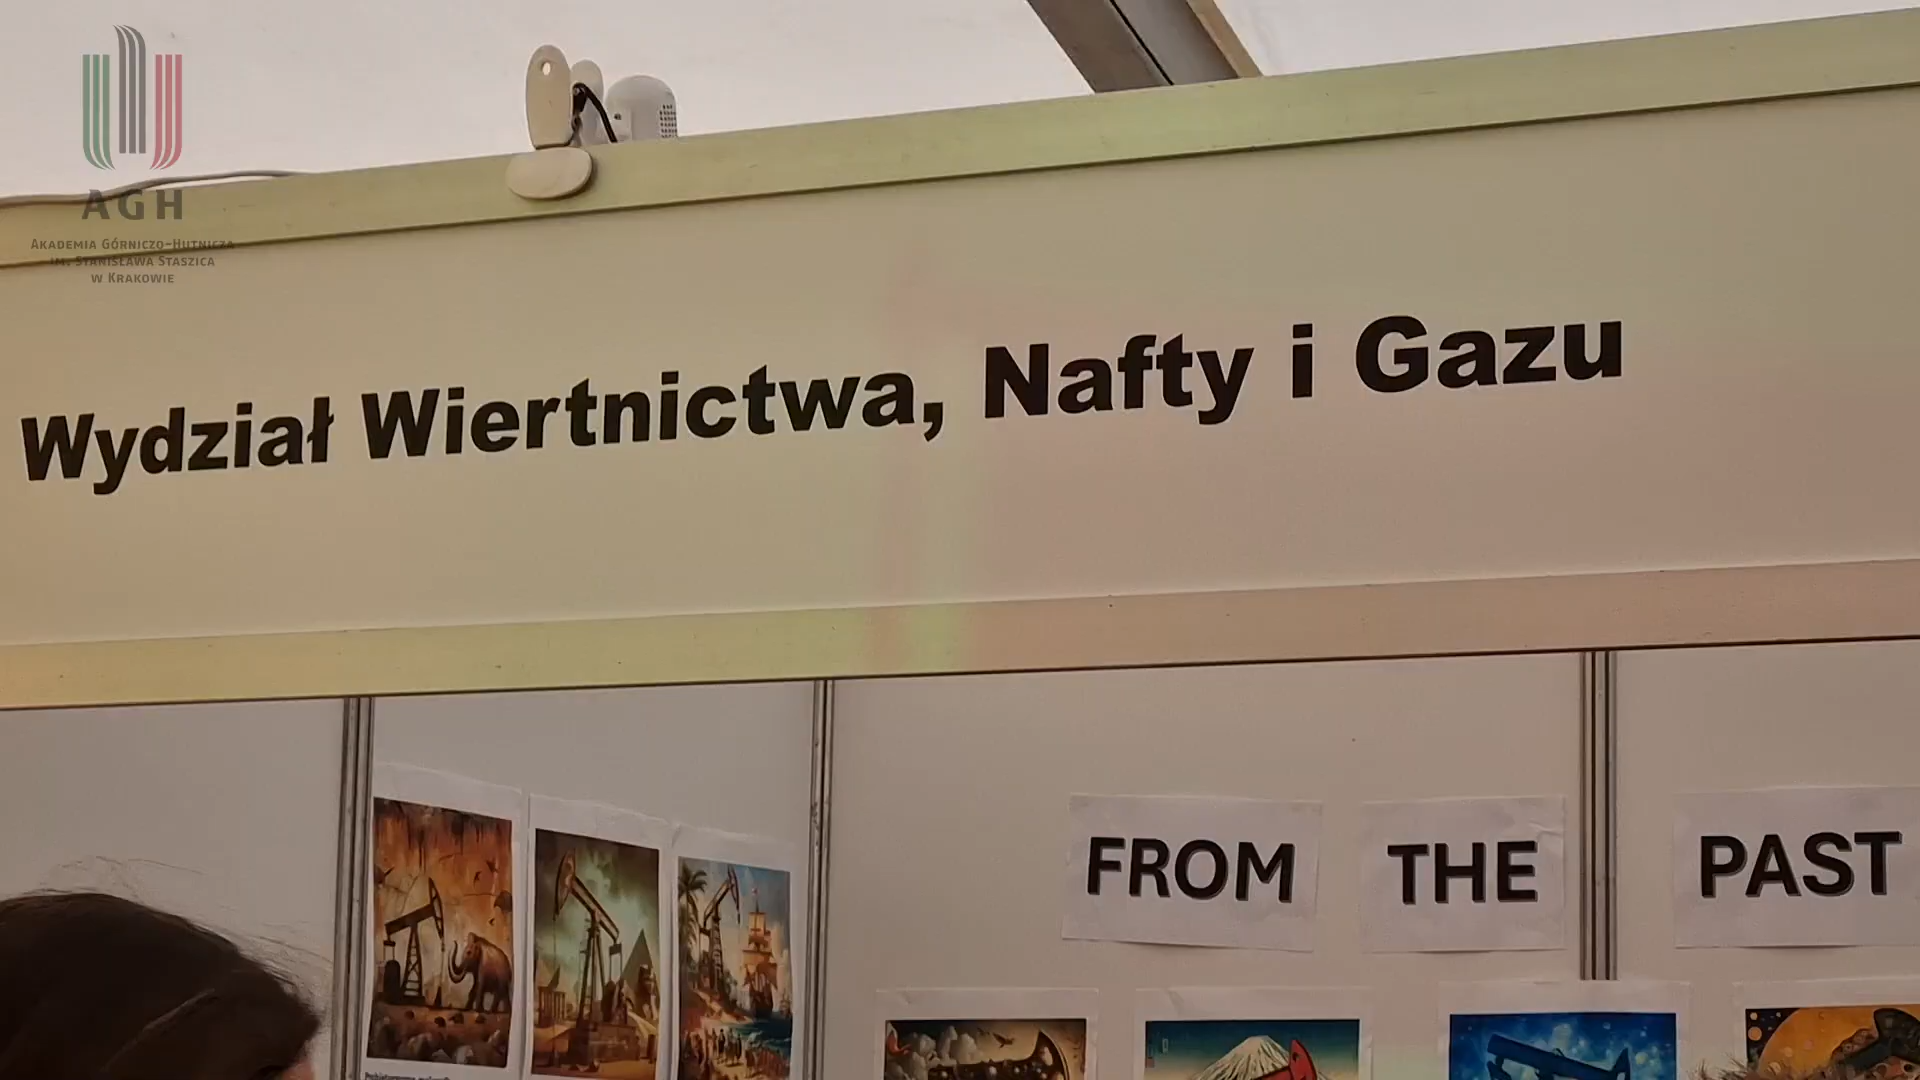 AGH
AKADEMIA GÓRNICZO-HUTNICZA
IM. STANISŁAWA STASZICA
W KRAKOWIE
Wydział Wiertnictwa, Nafty i Gazu
FROM THE PAST